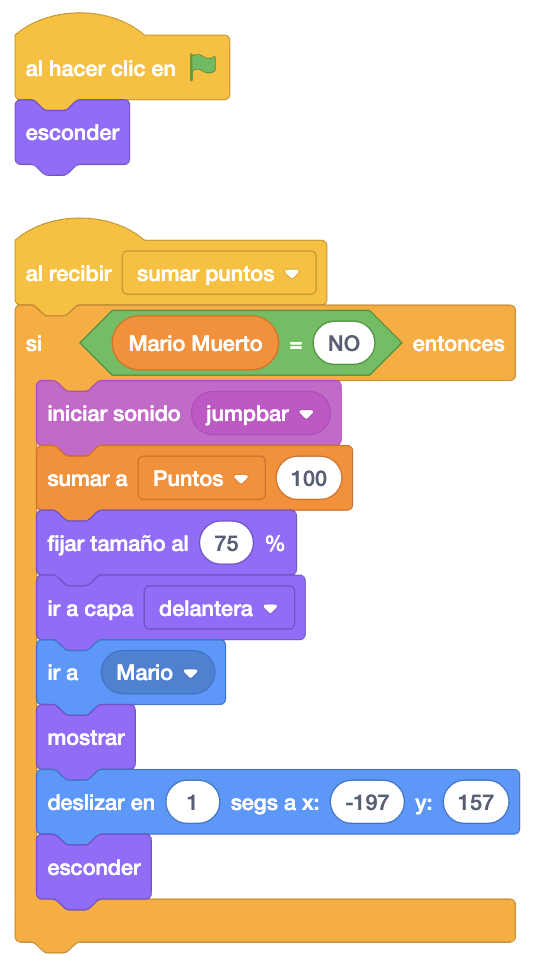 al hacer clic en
esconder
al recibir sumar puntos
si Mario Muerto = NO entonces
iniciar sonido jumpbar
sumar a Puntos 100
fijar tamaño al 75 %
ir a capa delantera
ir a Mario
mostrar
deslizar en 1 segs a x: -197 y: 157
esconder